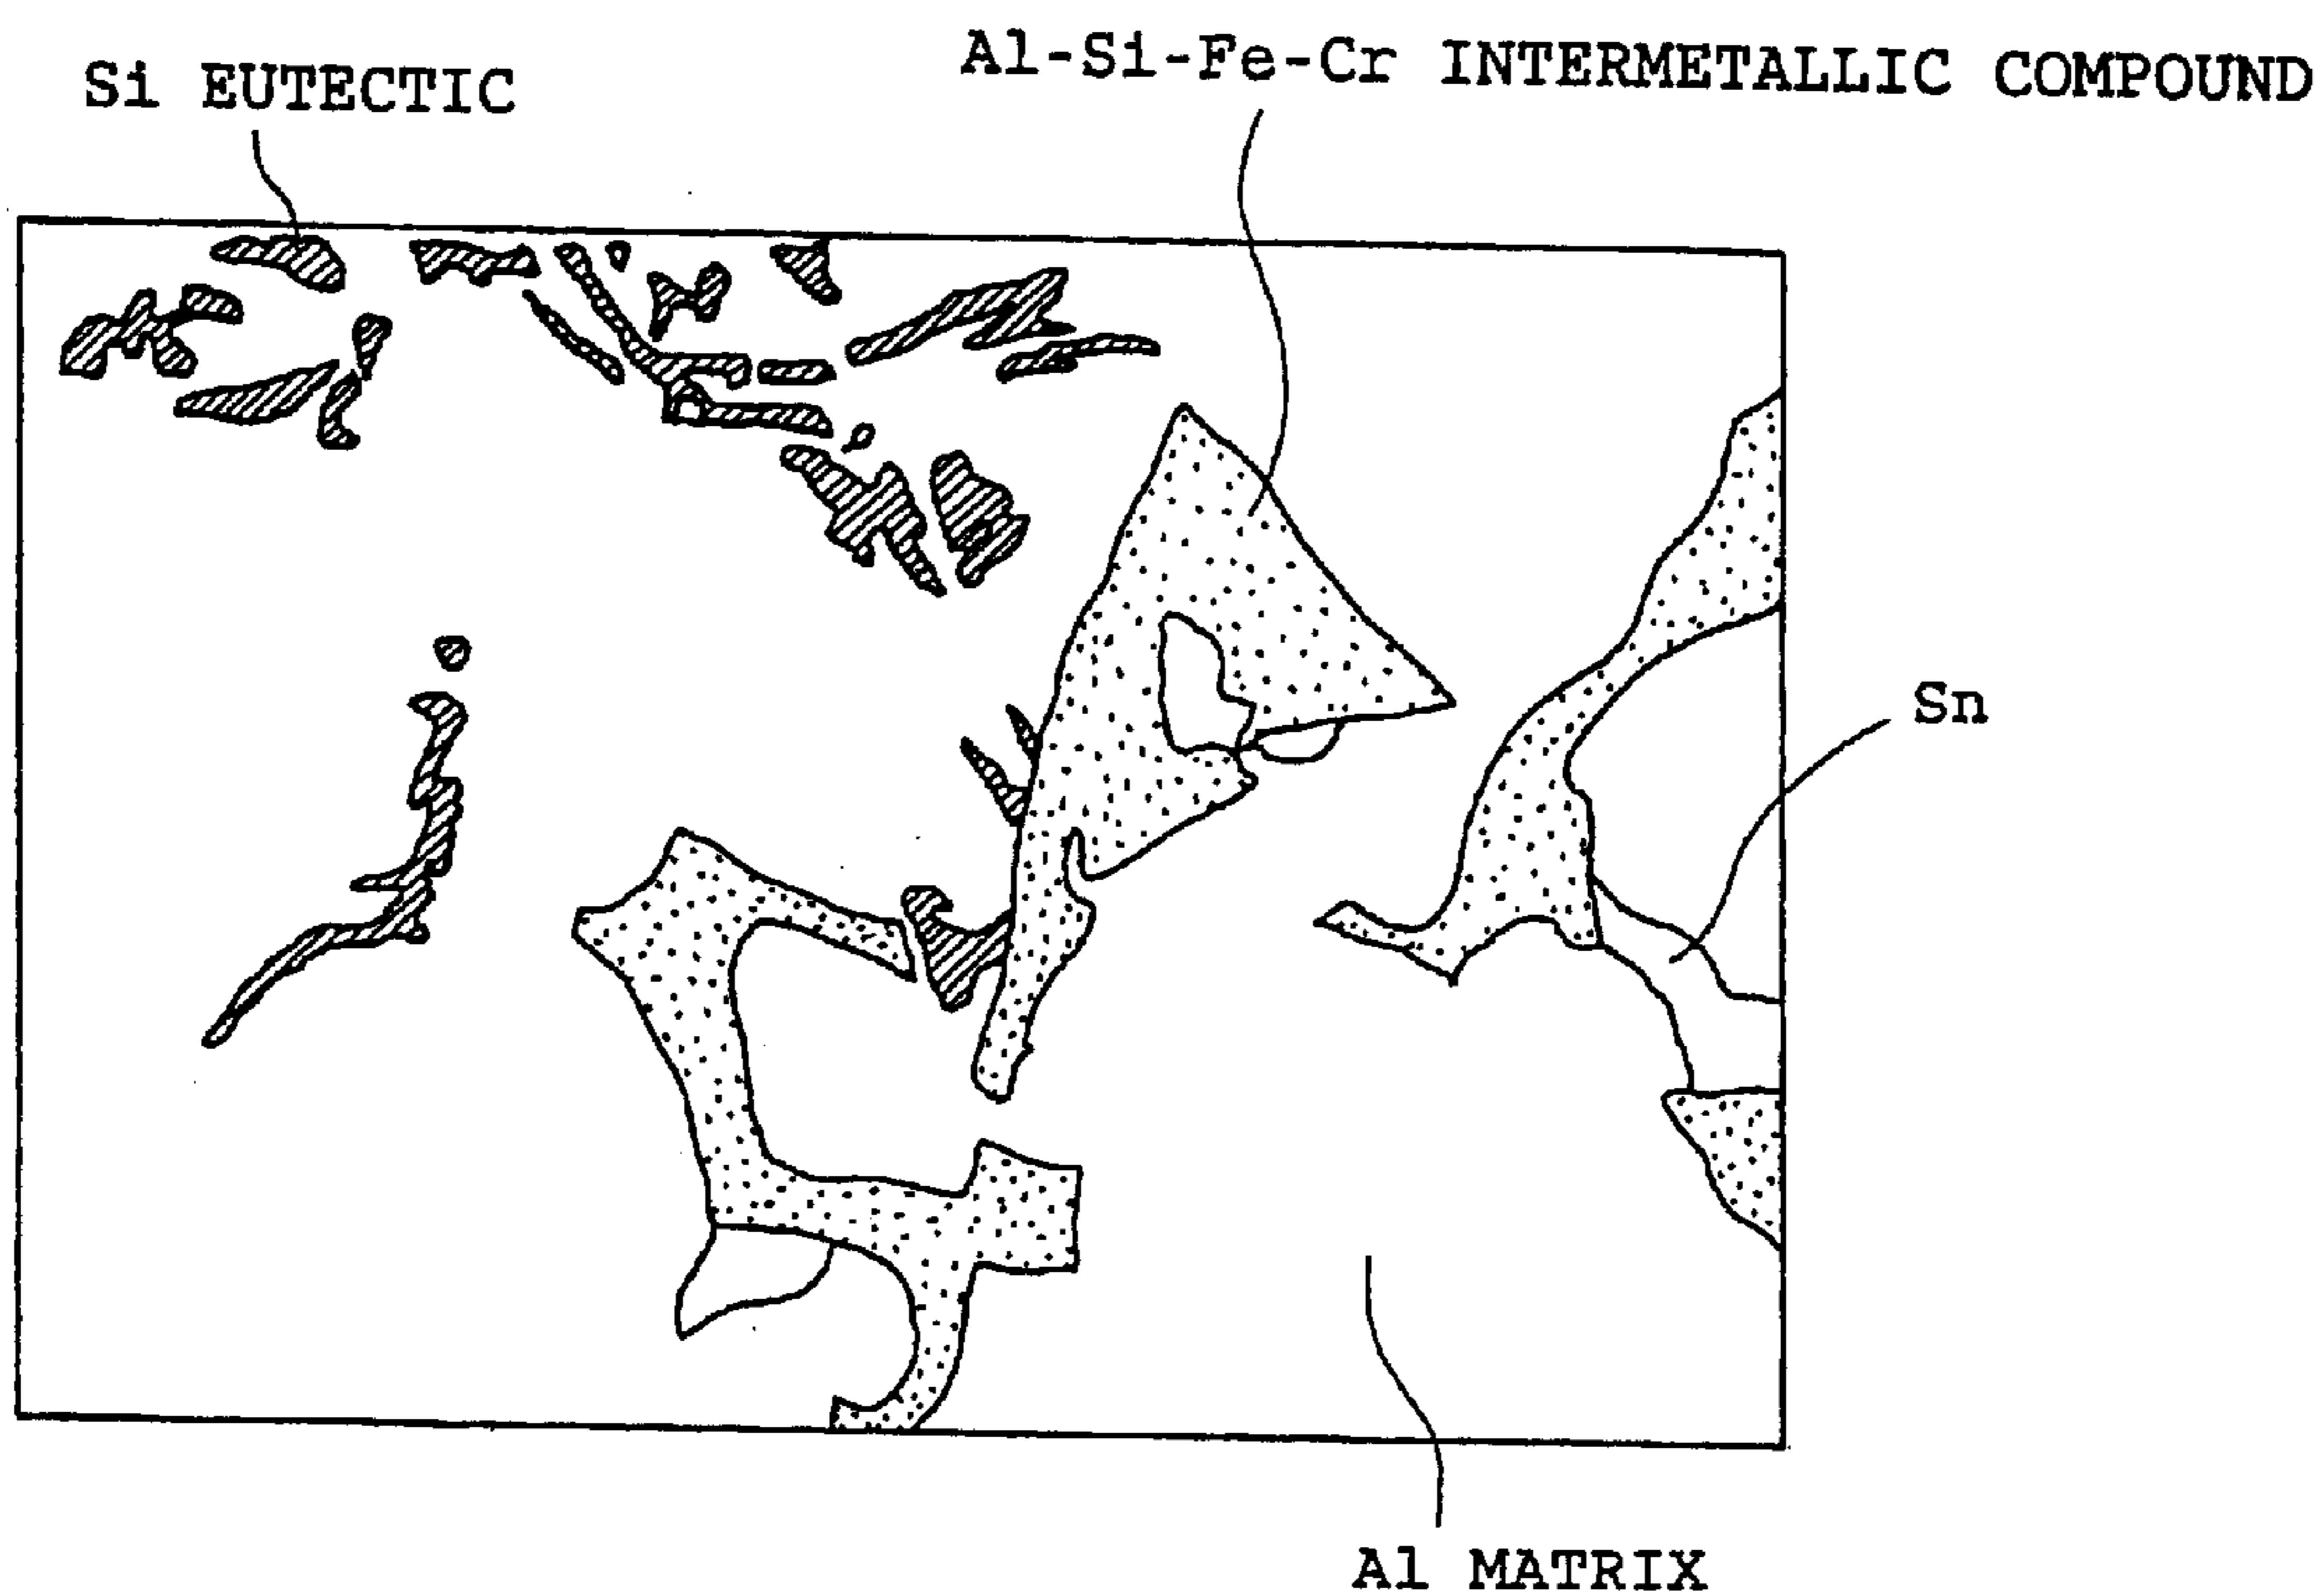 Si EUTECTIC
Al-Si-Fe-Cr INTERMETALLIC COMPOUND
Sn
Al MATRIX